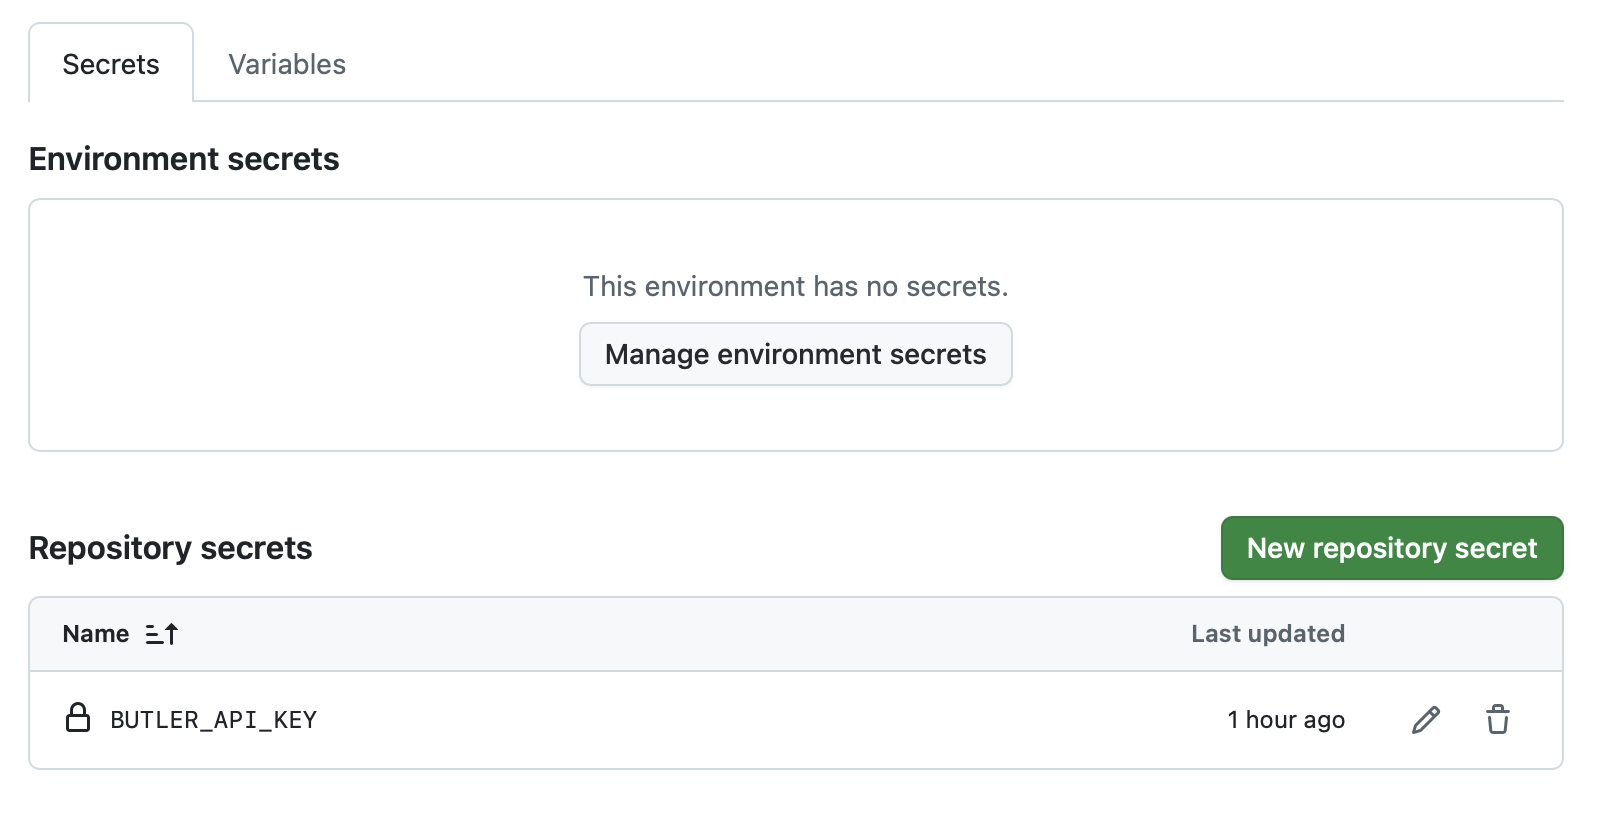 Secrets Variables
Environment secrets
This environment has no secrets.
Manage environment secrets
Repository secrets New repository secret
Name Last updated
BUTLER_API_KEY 1 hour ago